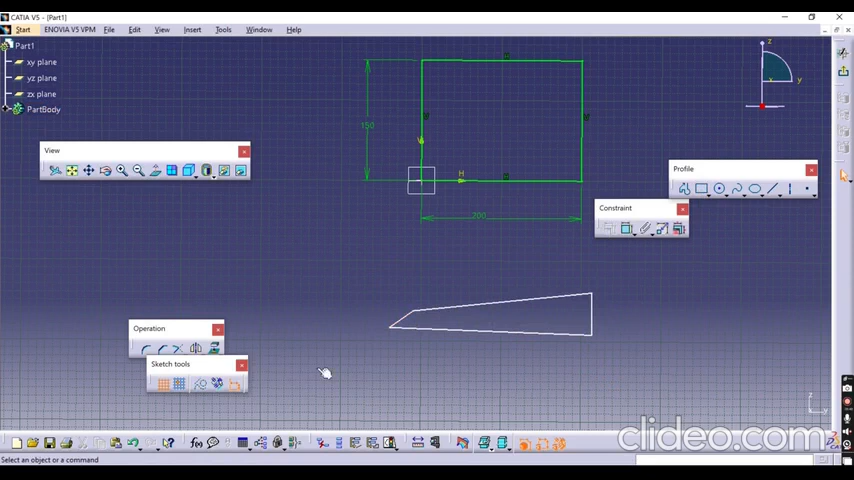 CATIA V5 - [Part1]
Start ENOVIA V5 VPM File Edit View Insert Tools Window Help
Part1
xy plane
yz plane
zx plane
PartBody
View
z
y
x
H
V
H
V
V
150
H
H
200
Profile
Constraint
Operation
Sketch tools
f(x)
z
y
clideo.com
Select an object or a command